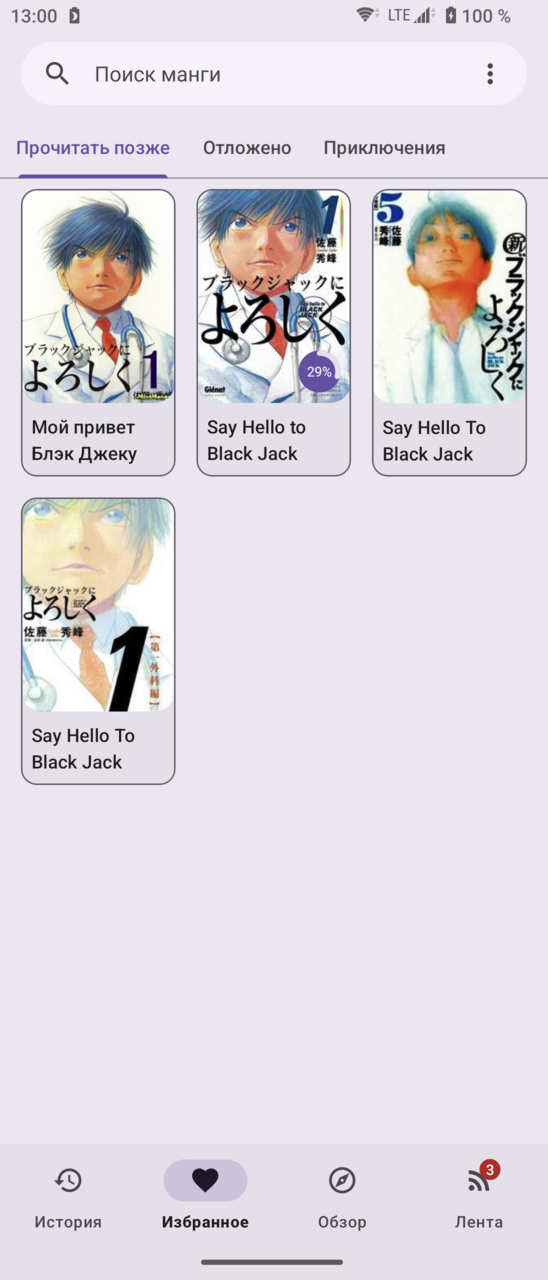 13:00
LTE
100 %
Поиск манги
Прочитать позже
Отложено
Приключения
ブラックジャックに
よろしく 1
Мой привет
Блэк Джеку
1
佐藤
秀峰
ブラックジャックに
よろしく
BLACK
JACK
29%
Glénat
Say Hello to
Black Jack
5
佐藤
秀峰
新ブラックジャックに
よろしく
Say Hello To
Black Jack
ブラックジャックに
よろしく
佐藤 秀峰
1
【第一外科編】
Say Hello To
Black Jack
История
Избранное
Обзор
3
Лента